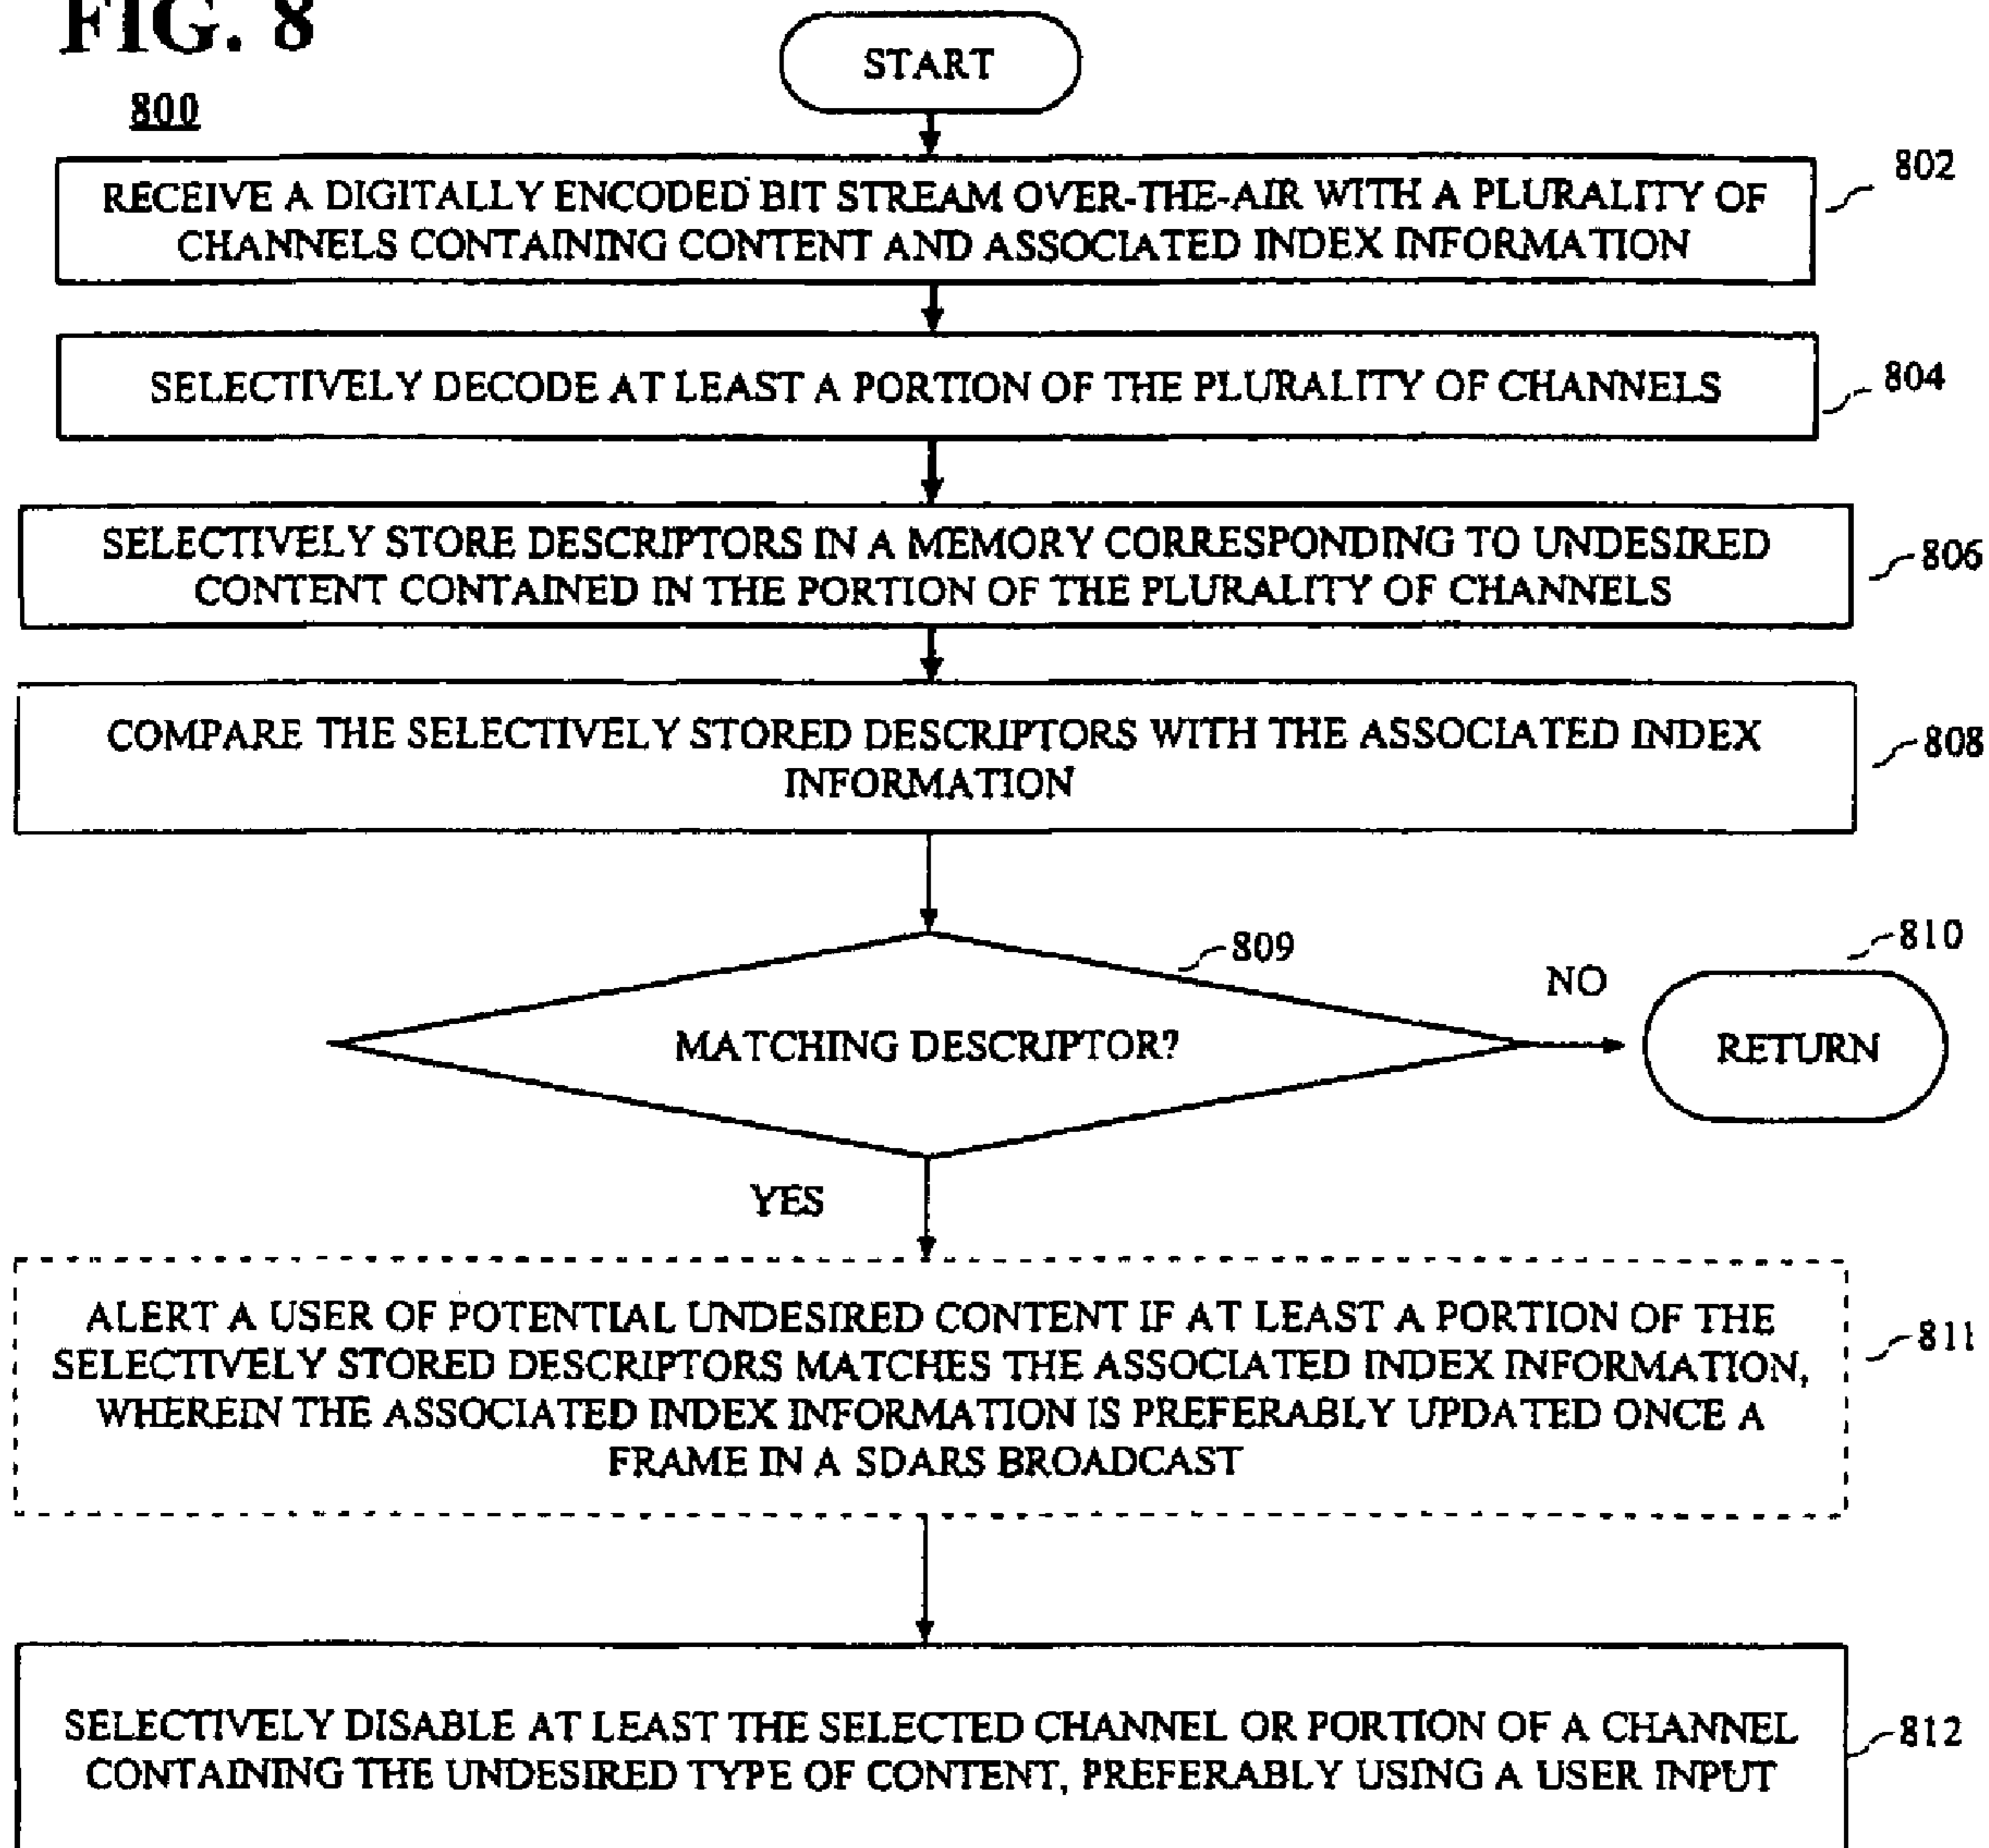 FIG. 8
800
START
802
RECEIVE A DIGITALLY ENCODED BIT STREAM OVER-THE-AIR WITH A PLURALITY OF
CHANNELS CONTAINING CONTENT AND ASSOCIATED INDEX INFORMATION
804
SELECTIVELY DECODE AT LEAST A PORTION OF THE PLURALITY OF CHANNELS
806
SELECTIVELY STORE DESCRIPTORS IN A MEMORY CORRESPONDING TO UNDESIRED
CONTENT CONTAINED IN THE PORTION OF THE PLURALITY OF CHANNELS
808
COMPARE THE SELECTIVELY STORED DESCRIPTORS WITH THE ASSOCIATED INDEX
INFORMATION
809
MATCHING DESCRIPTOR?
NO
810
RETURN
YES
811
ALERT A USER OF POTENTIAL UNDESIRED CONTENT IF AT LEAST A PORTION OF THE
SELECTIVELY STORED DESCRIPTORS MATCHES THE ASSOCIATED INDEX INFORMATION,
WHEREIN THE ASSOCIATED INDEX INFORMATION IS PREFERABLY UPDATED ONCE A
FRAME IN A SDARS BROADCAST
812
SELECTIVELY DISABLE AT LEAST THE SELECTED CHANNEL OR PORTION OF A CHANNEL
CONTAINING THE UNDESIRED TYPE OF CONTENT, PREFERABLY USING A USER INPUT